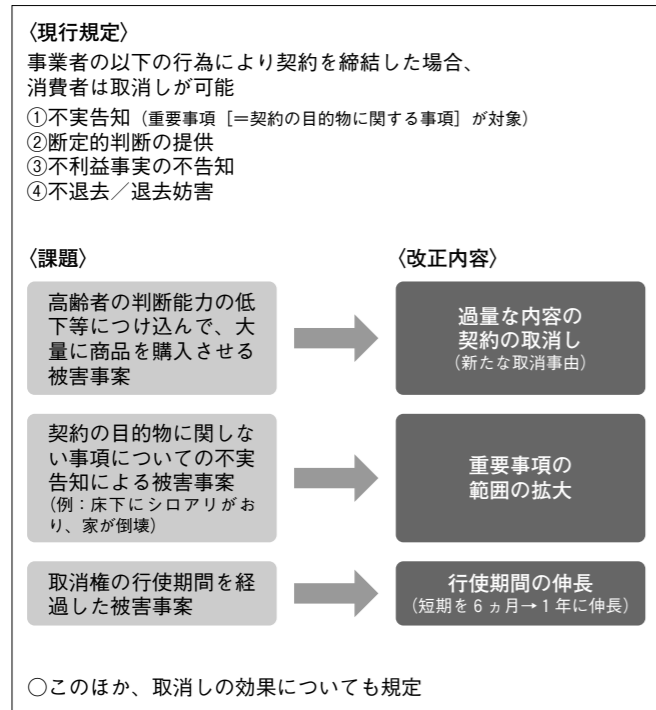 〈現行規定〉
事業者の以下の行為により契約を締結した場合、
消費者は取消しが可能
①不実告知（重要事項［＝契約の目的物に関する事項］が対象）
②断定的判断の提供
③不利益事実の不告知
④不退去／退去妨害
〈課題〉
〈改正内容〉
高齢者の判断能力の低
下等につけ込んで、大
量に商品を購入させる
被害事案
過量な内容の
契約の取消し
（新たな取消事由）
契約の目的物に関しな
い事項についての不実
告知による被害事案
（例：床下にシロアリがお
り、家が倒壊）
重要事項の
範囲の拡大
取消権の行使期間を経
過した被害事案
行使期間の伸長
（短期を6ヵ月→1年に伸長）
○このほか、取消しの効果についても規定